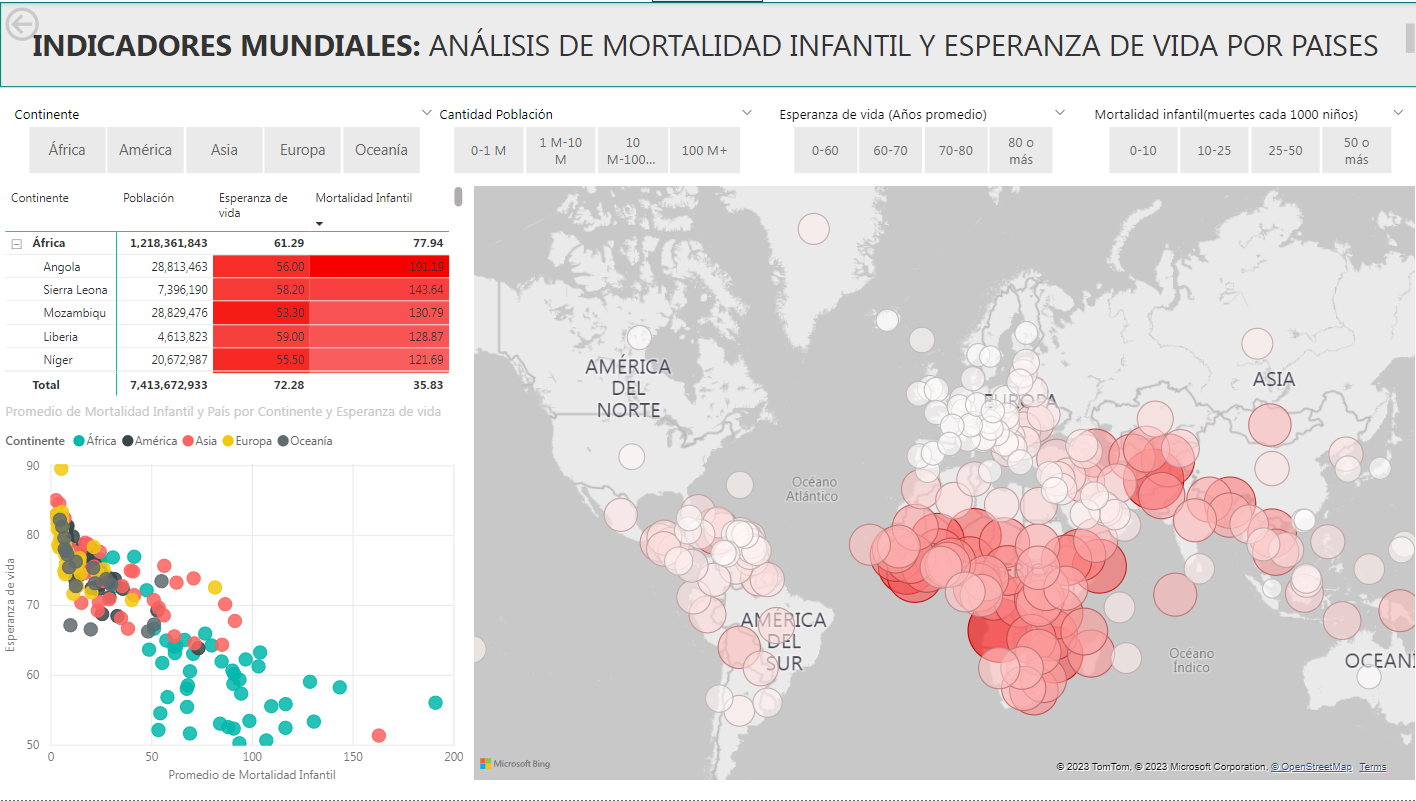 INDICADORES MUNDIALES: ANÁLISIS DE MORTALIDAD INFANTIL Y ESPERANZA DE VIDA POR PAISES
Continente
África América Asia Europa Oceanía
Cantidad Población
0-1 M 1 M-10 M 10 M-100... 100 M+
Esperanza de vida (Años promedio)
0-60 60-70 70-80 80 o más
Mortalidad infantil(muertes cada 1000 niños)
0-10 10-25 25-50 50 o más
Continente Población Esperanza de vida Mortalidad Infantil
África 1,218,361,843 61.29 77.94
Angola 28,813,463 56.00 191.19
Sierra Leona 7,396,190 58.20 143.64
Mozambiqu 28,829,476 53.30 130.79
Liberia 4,613,823 59.00 128.87
Níger 20,672,987 55.50 121.69
Total 7,413,672,933 72.28 35.83
Promedio de Mortalidad Infantil y País por Continente y Esperanza de vida
Continente África América Asia Europa Oceanía
Esperanza de vida
90
80
70
60
50
0 50 100 150 200
Promedio de Mortalidad Infantil
AMÉRICA
DEL
NORTE
EUROPA
ASIA
Océano
Atlántico
AMÉRICA
DEL
SUR
Océano
Índico
OCEANÍ
Microsoft Bing
© 2023 TomTom, © 2023 Microsoft Corporation, © OpenStreetMap Terms